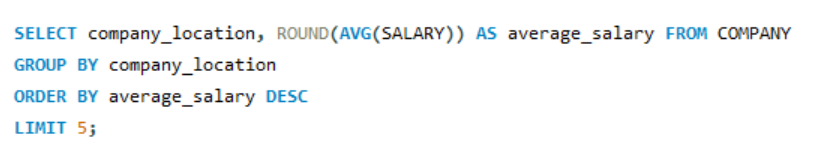 SELECT company_location, ROUND(AVG(SALARY)) AS average_salary FROM COMPANY
GROUP BY company_location
ORDER BY average_salary DESC
LIMIT 5;